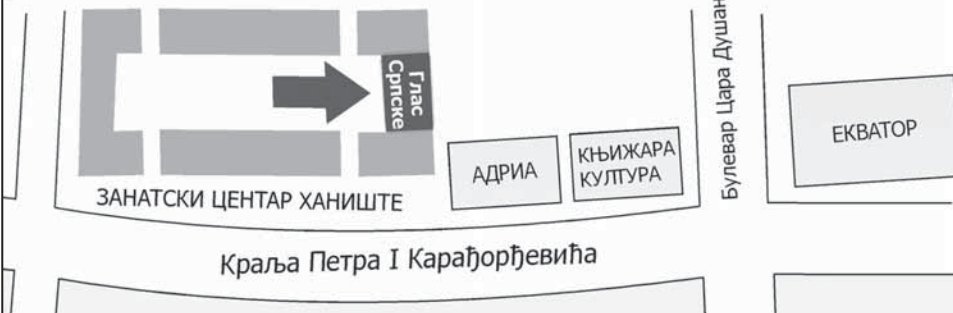 Глас
Српске
ЗАНАТСКИ ЦЕНТАР ХАНИШТЕ
АДРИА
КЊИЖАРА
КУЛТУРА
Булевар Цара Душан
ЕКВАТОР
Краља Петра I Карађорђевића